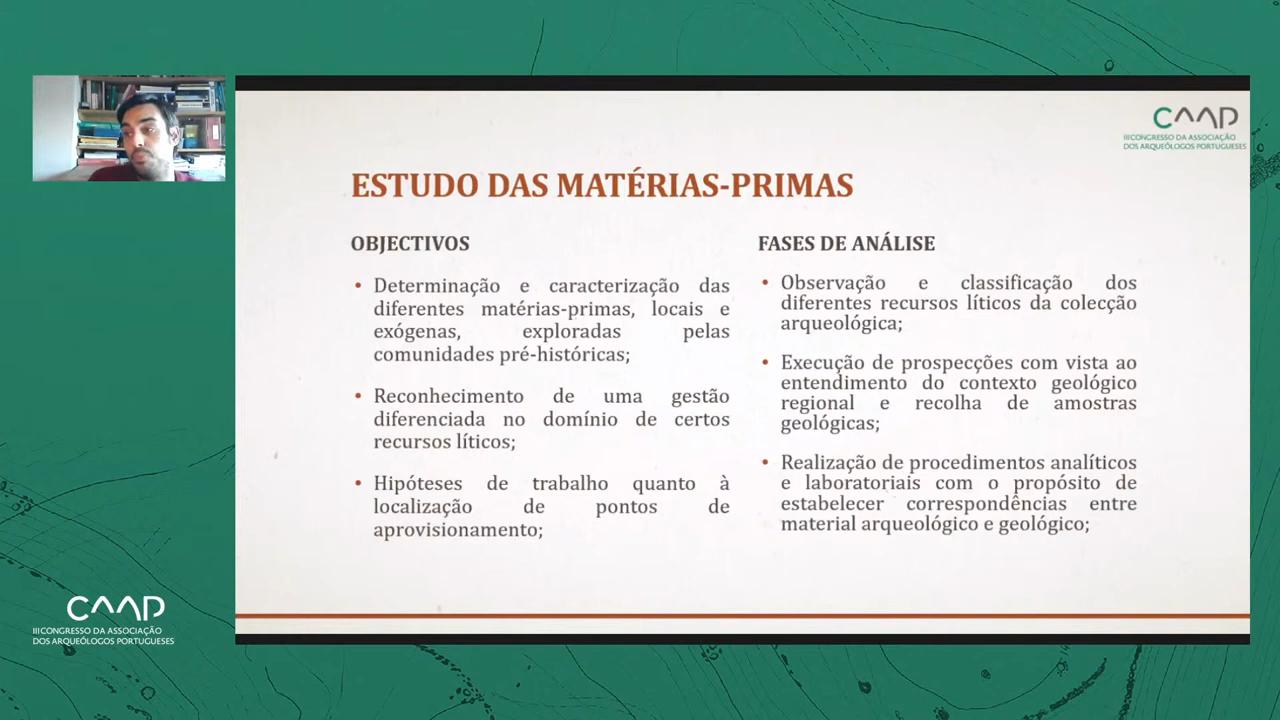 CAAP
III CONGRESSO DA ASSOCIAÇÃO
DOS ARQUEÓLOGOS PORTUGUESES
ESTUDO DAS MATÉRIAS-PRIMAS
OBJECTIVOS
• Determinação e caracterização das
diferentes matérias-primas, locais e
exógenas, exploradas pelas
comunidades pré-históricas;
• Reconhecimento de uma gestão
diferenciada no domínio de certos
recursos líticos;
• Hipóteses de trabalho quanto à
localização de pontos de
aprovisionamento;
FASES DE ANÁLISE
• Observação e classificação dos
diferentes recursos líticos da colecção
arqueológica;
• Execução de prospecções com vista ao
entendimento do contexto geológico
regional e recolha de amostras
geológicas;
• Realização de procedimentos analíticos
e laboratoriais com o propósito de
estabelecer correspondências entre
material arqueológico e geológico;
CAAP
III CONGRESSO DA ASSOCIAÇÃO
DOS ARQUEÓLOGOS PORTUGUESES